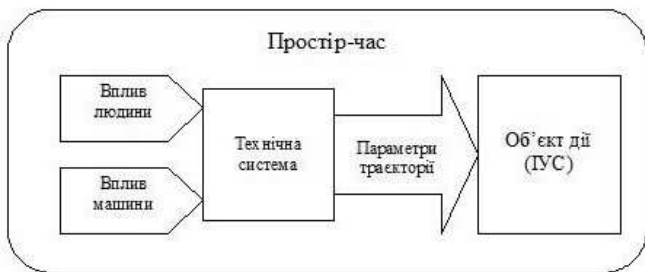 Простір-час
Вплив
людини
Вплив
машини
Технічна
система
Параметри
траєкторії
Об’єкт дії
(ІУС)